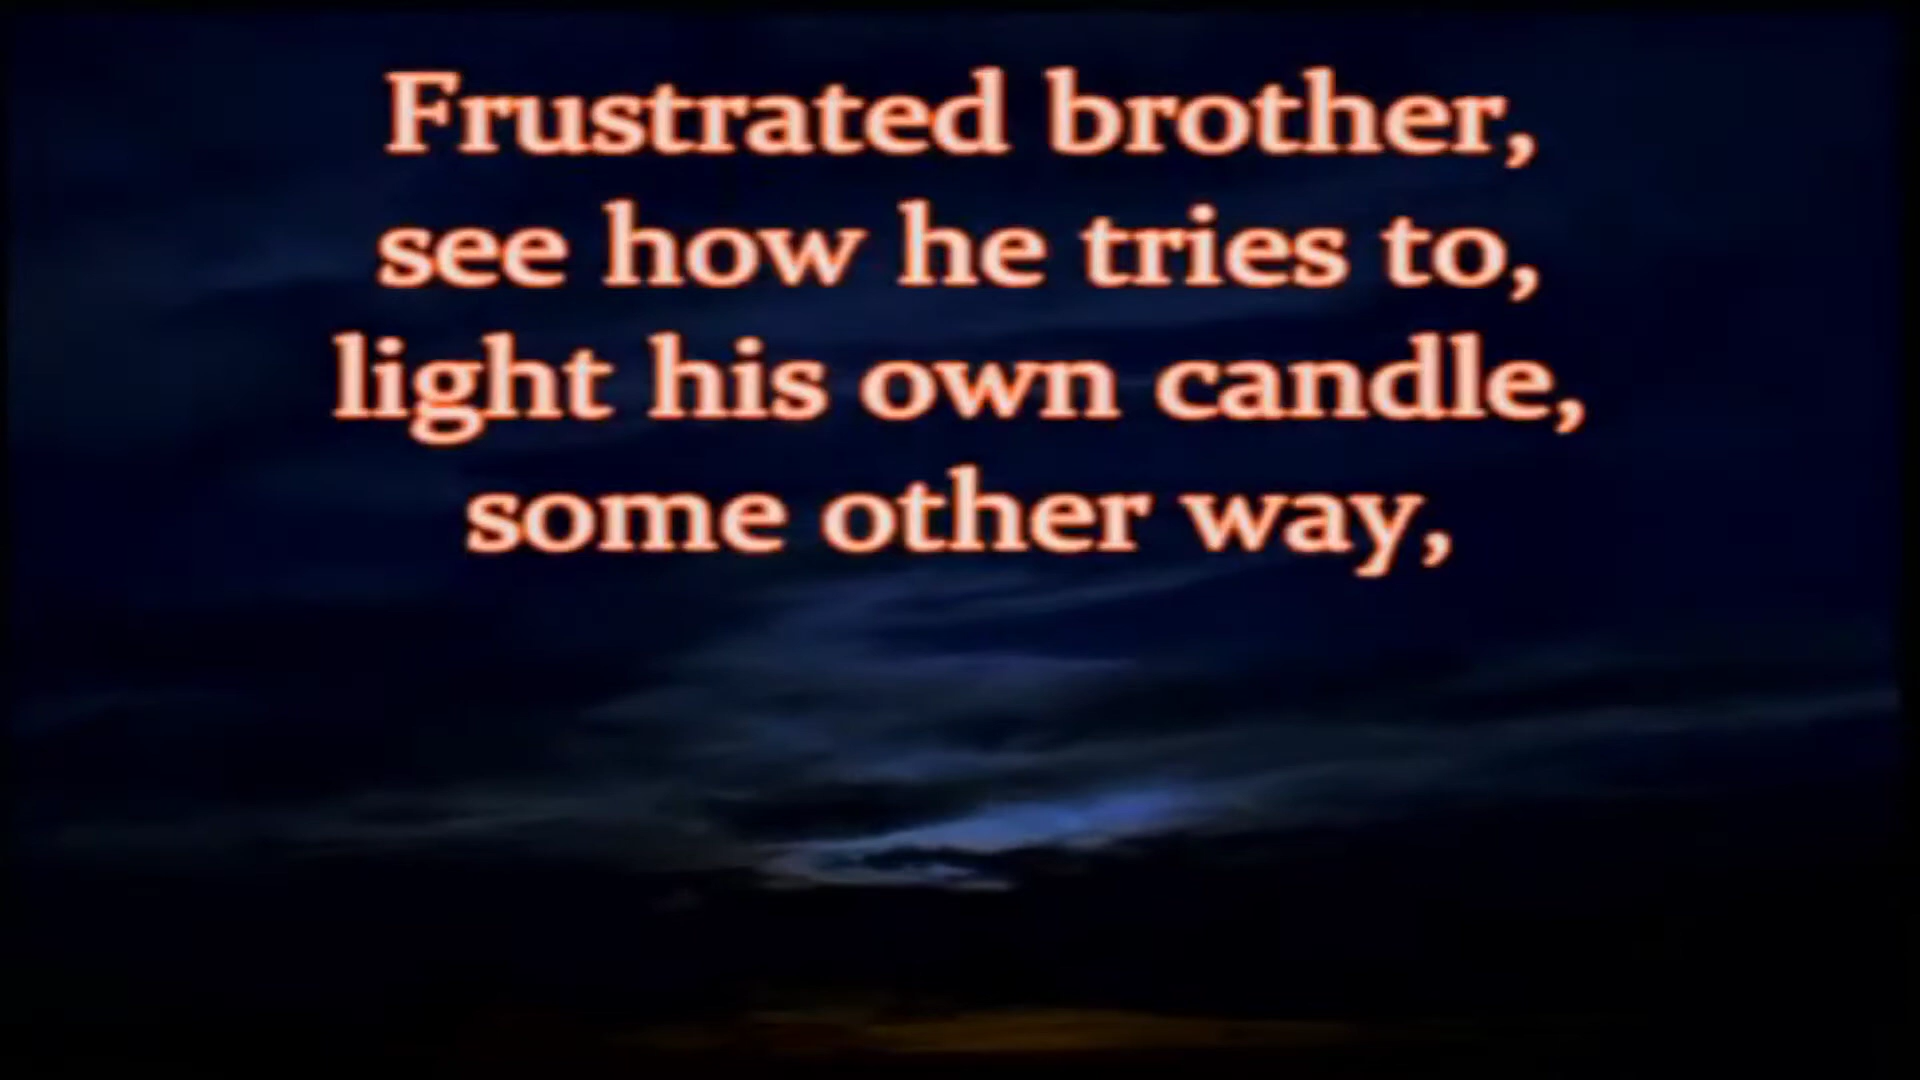 Frustrated brother,
see how he tries to,
light his own candle,
some other way,